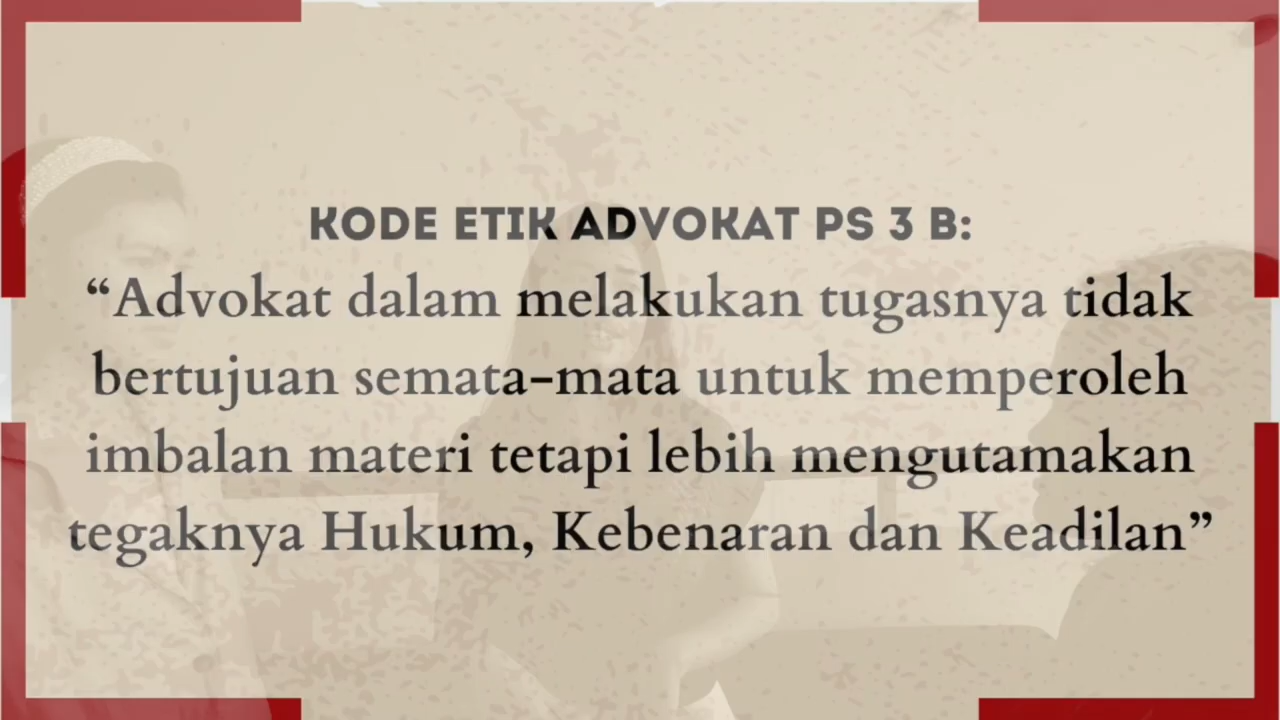 KODE ETIK ADVOKAT PS 3 B:
“Advokat dalam melakukan tugasnya tidak
bertujuan semata-mata untuk memperoleh
imbalan materi tetapi lebih mengutamakan
tegaknya Hukum, Kebenaran dan Keadilan”